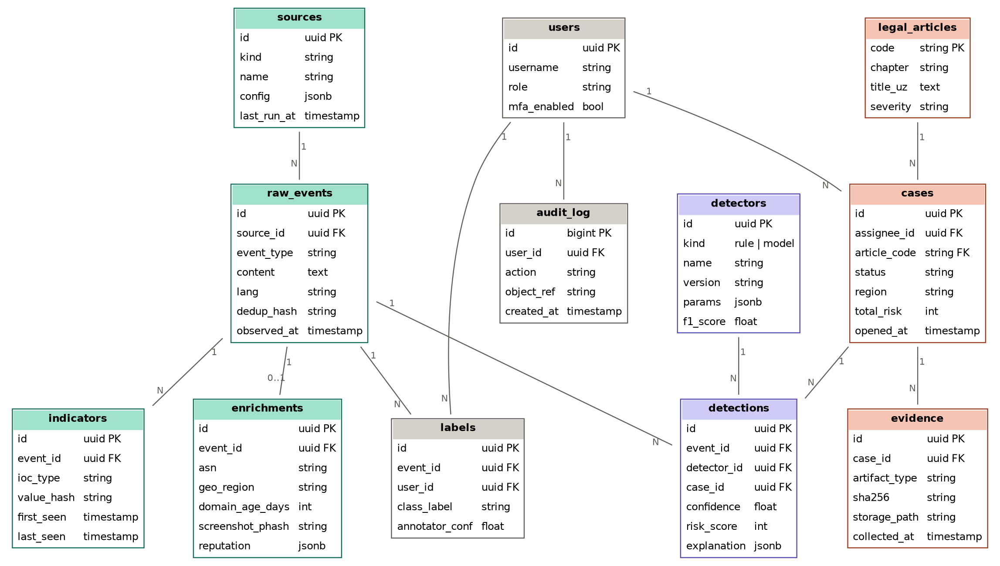 sources
id uuid PK
kind string
name string
config jsonb
last_run_at timestamp
users
id uuid PK
username string
role string
mfa_enabled bool
legal_articles
code string PK
chapter string
title_uz text
severity string
1
N
1
N
1
N
1
N
1
N
raw_events
id uuid PK
source_id uuid FK
event_type string
content text
lang string
dedup_hash string
observed_at timestamp
audit_log
id bigint PK
user_id uuid FK
action string
object_ref string
created_at timestamp
detectors
id uuid PK
kind rule | model
name string
version string
params jsonb
f1_score float
cases
id uuid PK
assignee_id uuid FK
article_code string FK
status string
region string
total_risk int
opened_at timestamp
1
N
1
0..1
1
N
1
N
1
N
1
N
1
N
indicators
id uuid PK
event_id uuid FK
ioc_type string
value_hash string
first_seen timestamp
last_seen timestamp
enrichments
id uuid PK
event_id uuid FK
asn string
geo_region string
domain_age_days int
screenshot_phash string
reputation jsonb
labels
id uuid PK
event_id uuid FK
user_id uuid FK
class_label string
annotator_conf float
detections
id uuid PK
event_id uuid FK
detector_id uuid FK
case_id uuid FK
confidence float
risk_score int
explanation jsonb
evidence
id uuid PK
case_id uuid FK
artifact_type string
sha256 string
storage_path string
collected_at timestamp